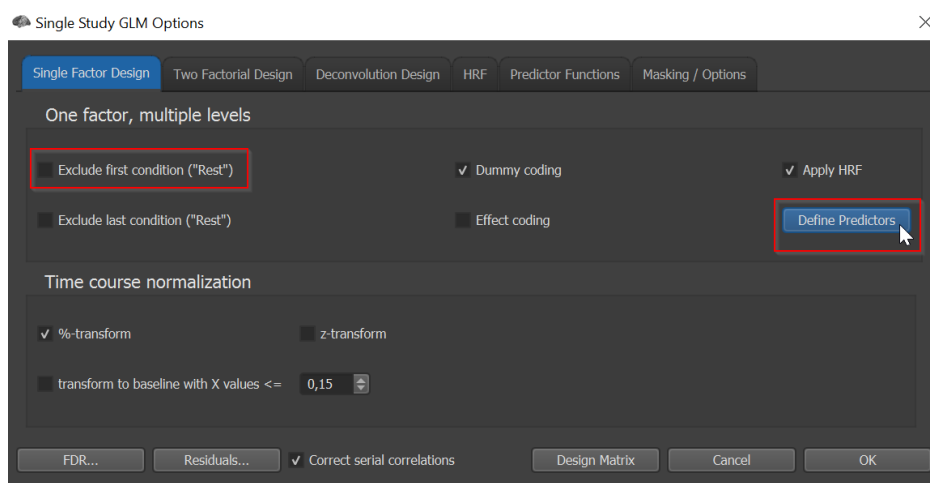 Single Study GLM Options
Single Factor Design Two Factorial Design Deconvolution Design HRF Predictor Functions Masking / Options
One factor, multiple levels
Exclude first condition ("Rest") Dummy coding Apply HRF
Exclude last condition ("Rest") Effect coding Define Predictors
Time course normalization
%-transform z-transform
transform to baseline with X values <= 0,15
FDR... Residuals... Correct serial correlations Design Matrix Cancel OK